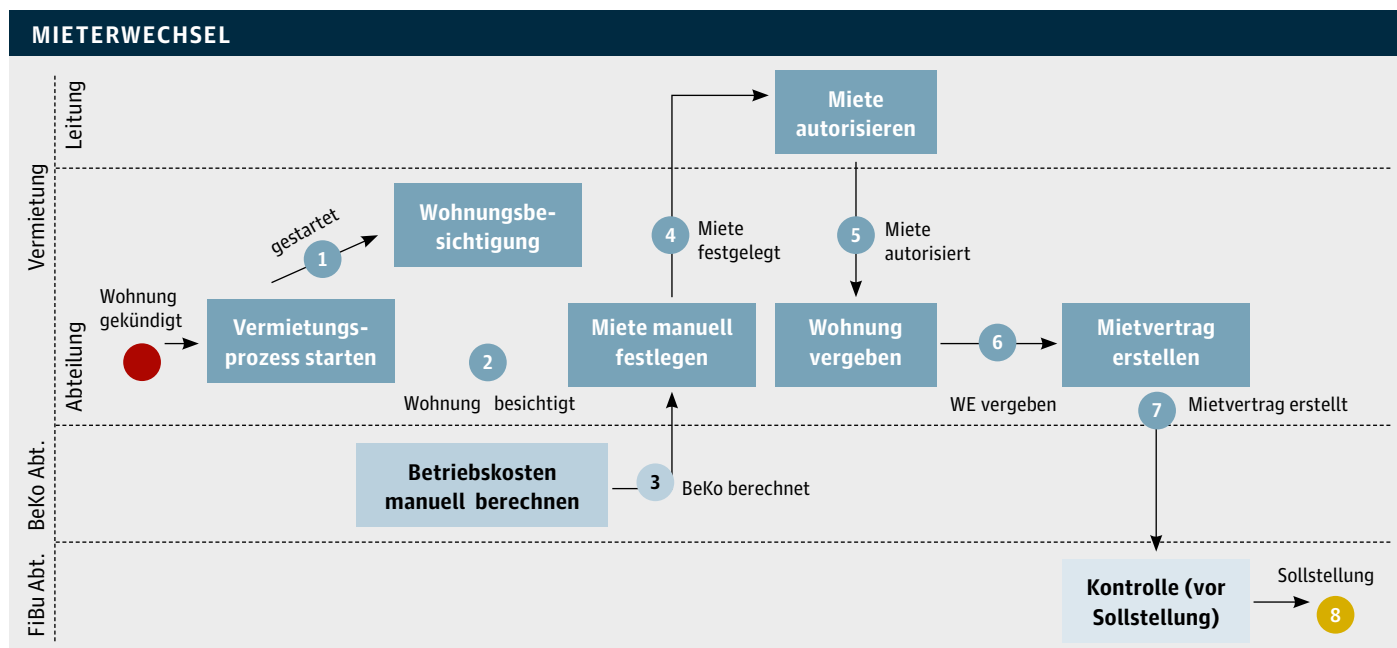 MIETERWECHSEL
Leitung
Miete
autorisieren
Vermietung
Abteilung
Wohnung
gekündigt
Vermietungs-
prozess starten
gestartet
1
Wohnungsbe-
sichtigung
2
Wohnung besichtigt
Miete manuell
festlegen
4
Miete
festgelegt
5
Miete
autorisiert
Wohnung
vergeben
6
WE vergeben
Mietvertrag
erstellen
7
Mietvertrag erstellt
BeKo Abt.
Betriebskosten
manuell berechnen
3
BeKo berechnet
FiBu Abt.
Kontrolle (vor
Sollstellung)
Sollstellung
8